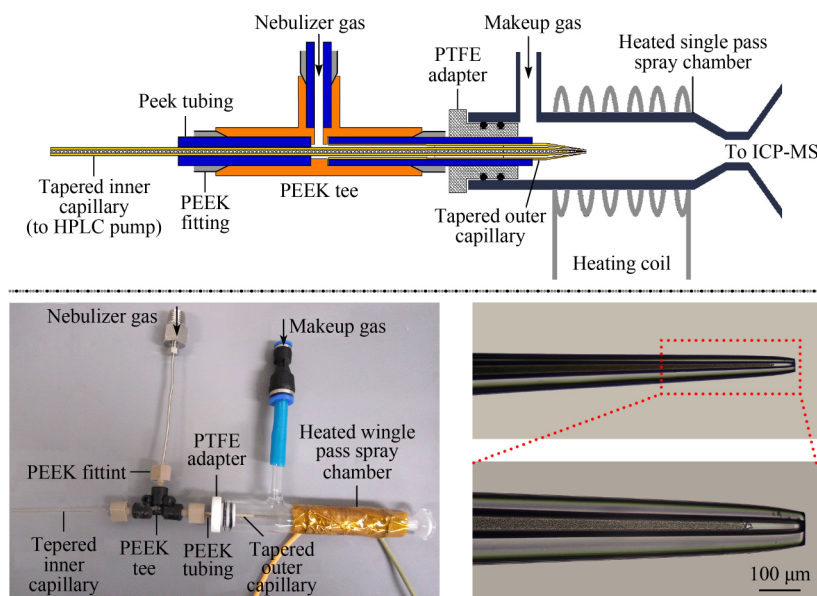 Nebulizer gas
Makeup gas
Heated single pass
spray chamber
PTFE
adapter
Peek tubing
To ICP-MS
Tapered inner
capillary
(to HPLC pump)
PEEK
fitting
PEEK tee
Tapered outer
capillary
Heating coil
Nebulizer gas
Makeup gas
PTFE
adapter
Heated wingle
pass spray
chamber
PEEK fittint
Tepered
inner
capillary
PEEK
tee
PEEK
tubing
Tapered
outer
capillary
100 μm